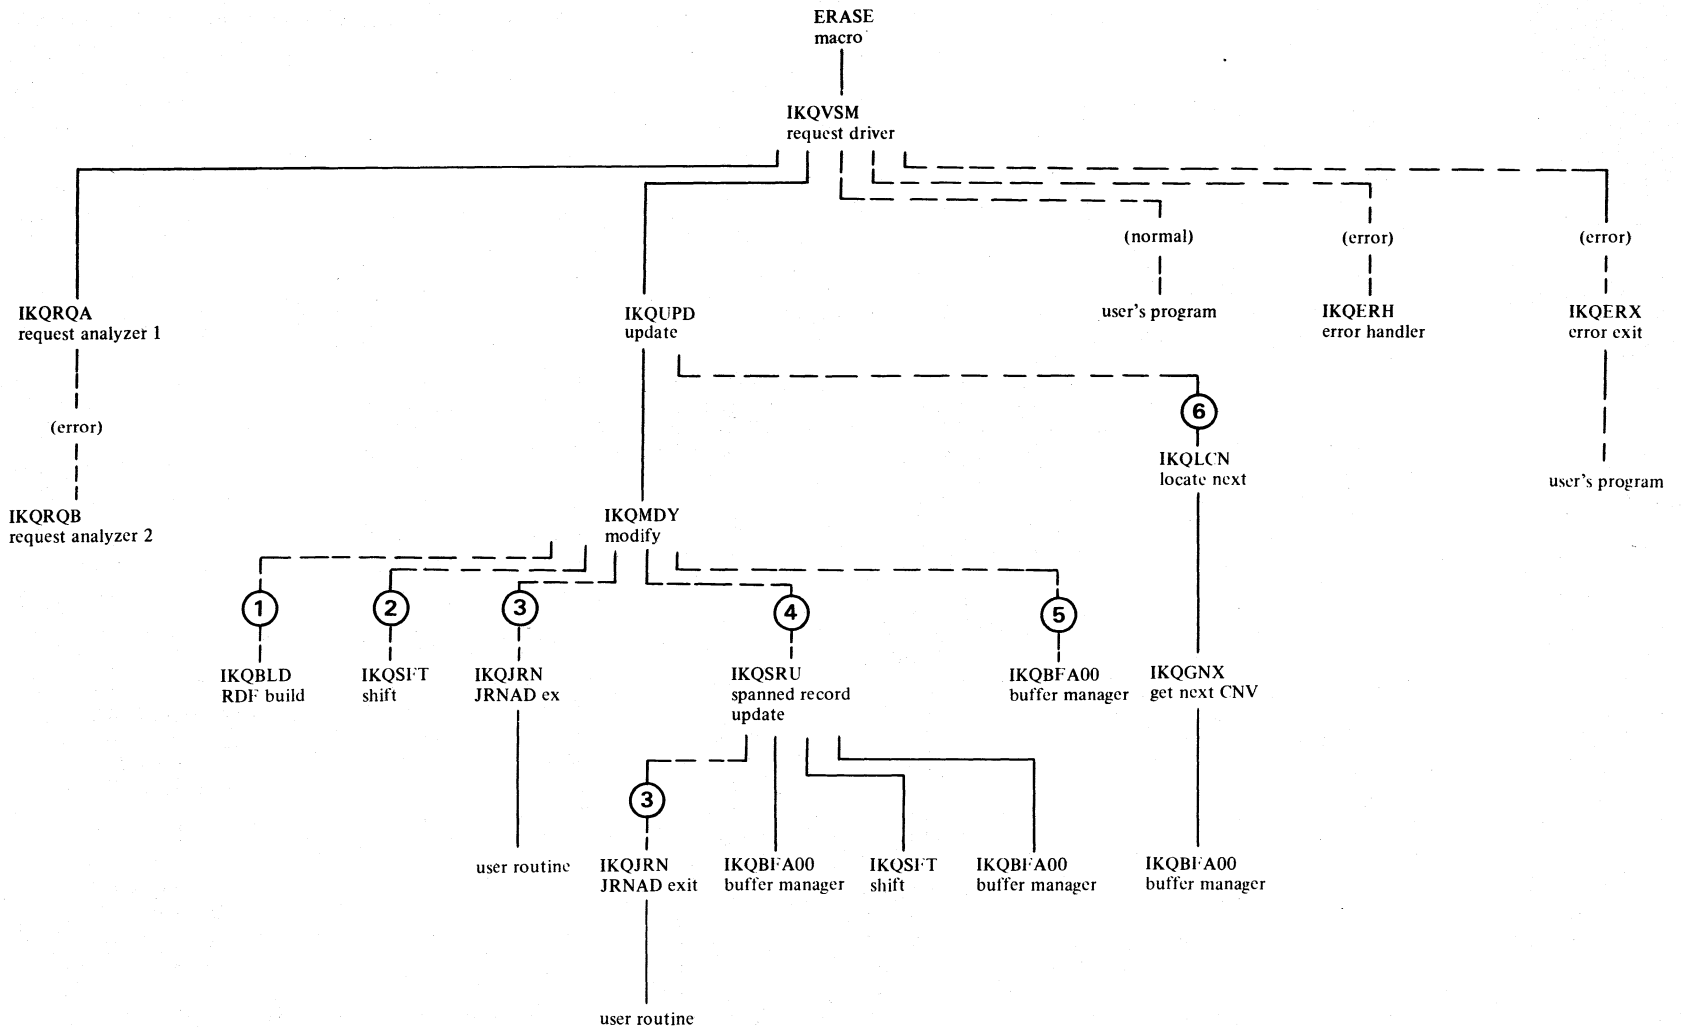 ERASE
macro
IKQVSM
request driver
(normal)
(error)
(error)
IKQRQA
request analyzer 1
IKQUPD
update
user's program
IKQERH
error handler
IKQERX
error exit
6
(error)
IKQLCN
locate next
user's program
IKQRQB
request analyzer 2
IKQMDY
modify
1
2
3
4
5
IKQBLD
RDF build
IKQSFT
shift
IKQJRN
JRNAD ex
IKQSRU
spanned record
update
IKQBFA00
buffer manager
IKQGNX
get next CNV
3
user routine
IKQJRN
JRNAD exit
IKQBFA00
buffer manager
IKQSFT
shift
IKQBFA00
buffer manager
IKQBFA00
buffer manager
user routine